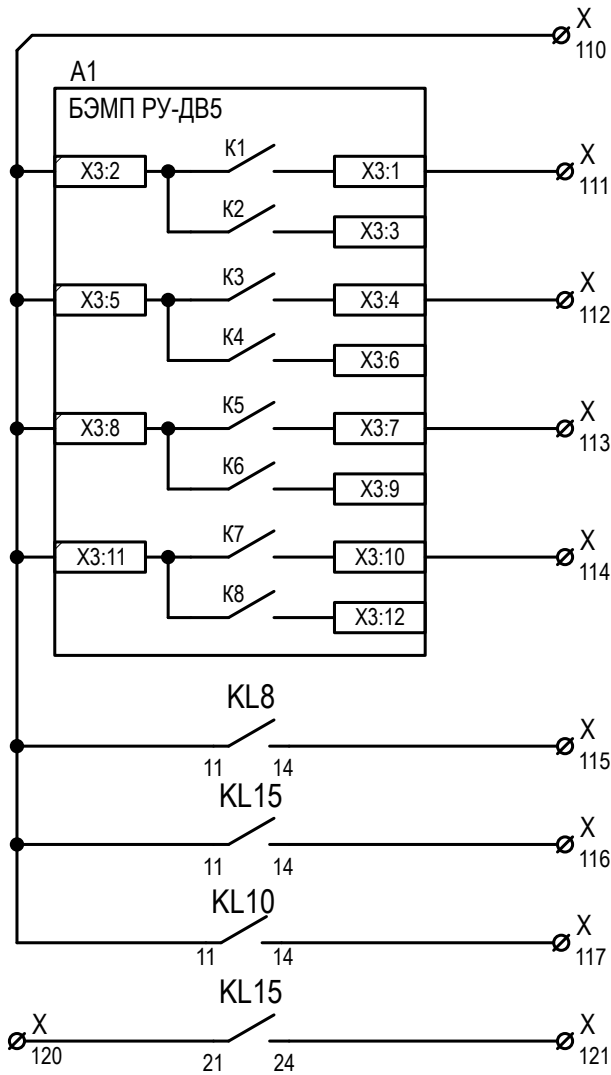 X
110
A1
БЭМП РУ-ДВ5
K1
X3:2
X3:1
X
111
K2
X3:3
K3
X3:5
X3:4
X
112
K4
X3:6
K5
X3:8
X3:7
X
113
K6
X3:9
K7
X3:11
X3:10
X
114
K8
X3:12
KL8
11
14
X
115
KL15
11
14
X
116
KL10
11
14
X
117
KL15
X
120
21
24
X
121